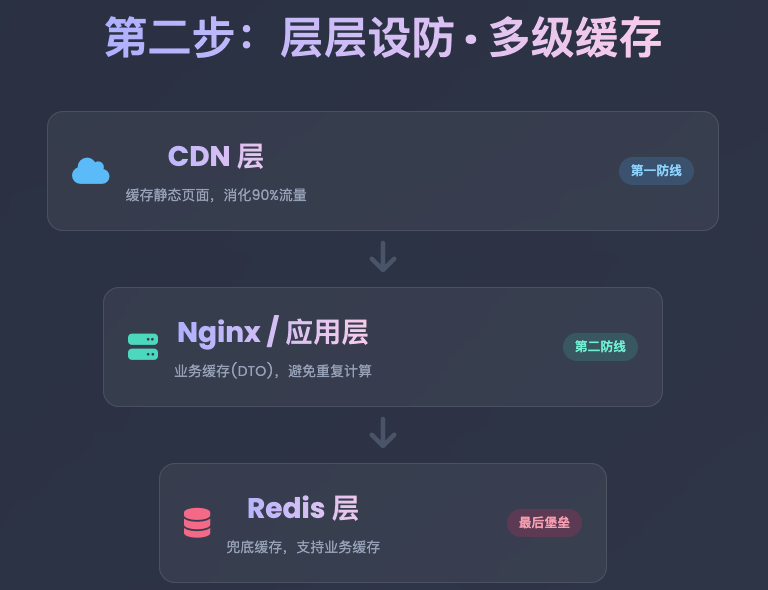 第二步：层层设防 • 多级缓存
CDN 层
缓存静态页面，消化90%流量
第一防线
Nginx / 应用层
业务缓存(DTO)，避免重复计算
第二防线
Redis 层
兜底缓存，支持业务缓存
最后堡垒